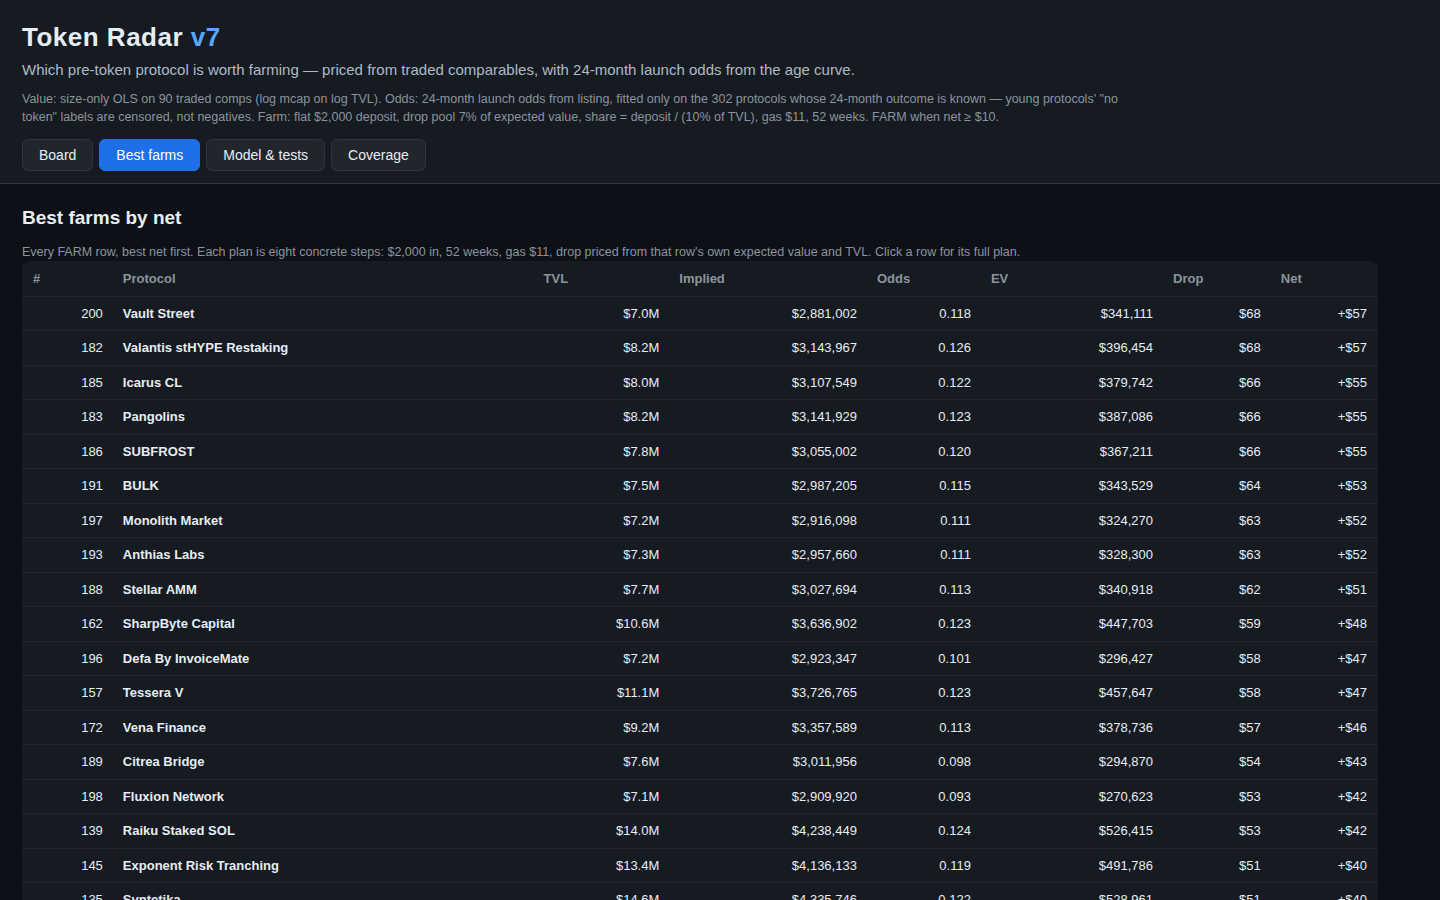 Token Radar v7
Which pre-token protocol is worth farming — priced from traded comparables, with 24-month launch odds from the age curve.
Value: size-only OLS on 90 traded comps (log mcap on log TVL). Odds: 24-month launch odds from listing, fitted only on the 302 protocols whose 24-month outcome is known — young protocols' "no
token" labels are censored, not negatives. Farm: flat $2,000 deposit, drop pool 7% of expected value, share = deposit / (10% of TVL), gas $11, 52 weeks. FARM when net ≥ $10.
Board Best farms Model & tests Coverage
Best farms by net
Every FARM row, best net first. Each plan is eight concrete steps: $2,000 in, 52 weeks, gas $11, drop priced from that row's own expected value and TVL. Click a row for its full plan.
# Protocol TVL Implied Odds EV Drop Net
200 Vault Street $7.0M $2,881,002 0.118 $341,111 $68 +$57
182 Valantis stHYPE Restaking $8.2M $3,143,967 0.126 $396,454 $68 +$57
185 Icarus CL $8.0M $3,107,549 0.122 $379,742 $66 +$55
183 Pangolins $8.2M $3,141,929 0.123 $387,086 $66 +$55
186 SUBFROST $7.8M $3,055,002 0.120 $367,211 $66 +$55
191 BULK $7.5M $2,987,205 0.115 $343,529 $64 +$53
197 Monolith Market $7.2M $2,916,098 0.111 $324,270 $63 +$52
193 Anthias Labs $7.3M $2,957,660 0.111 $328,300 $63 +$52
188 Stellar AMM $7.7M $3,027,694 0.113 $340,918 $62 +$51
162 SharpByte Capital $10.6M $3,636,902 0.123 $447,703 $59 +$48
196 Defa By InvoiceMate $7.2M $2,923,347 0.101 $296,427 $58 +$47
157 Tessera V $11.1M $3,726,765 0.123 $457,647 $58 +$47
172 Vena Finance $9.2M $3,357,589 0.113 $378,736 $57 +$46
189 Citrea Bridge $7.6M $3,011,956 0.098 $294,870 $54 +$43
198 Fluxion Network $7.1M $2,909,920 0.093 $270,623 $53 +$42
139 Raiku Staked SOL $14.0M $4,238,449 0.124 $526,415 $53 +$42
145 Exponent Risk Tranching $13.4M $4,136,133 0.119 $491,786 $51 +$40
135 Syntetika $14.6M $4,335,746 0.122 $528,961 $51 +$40